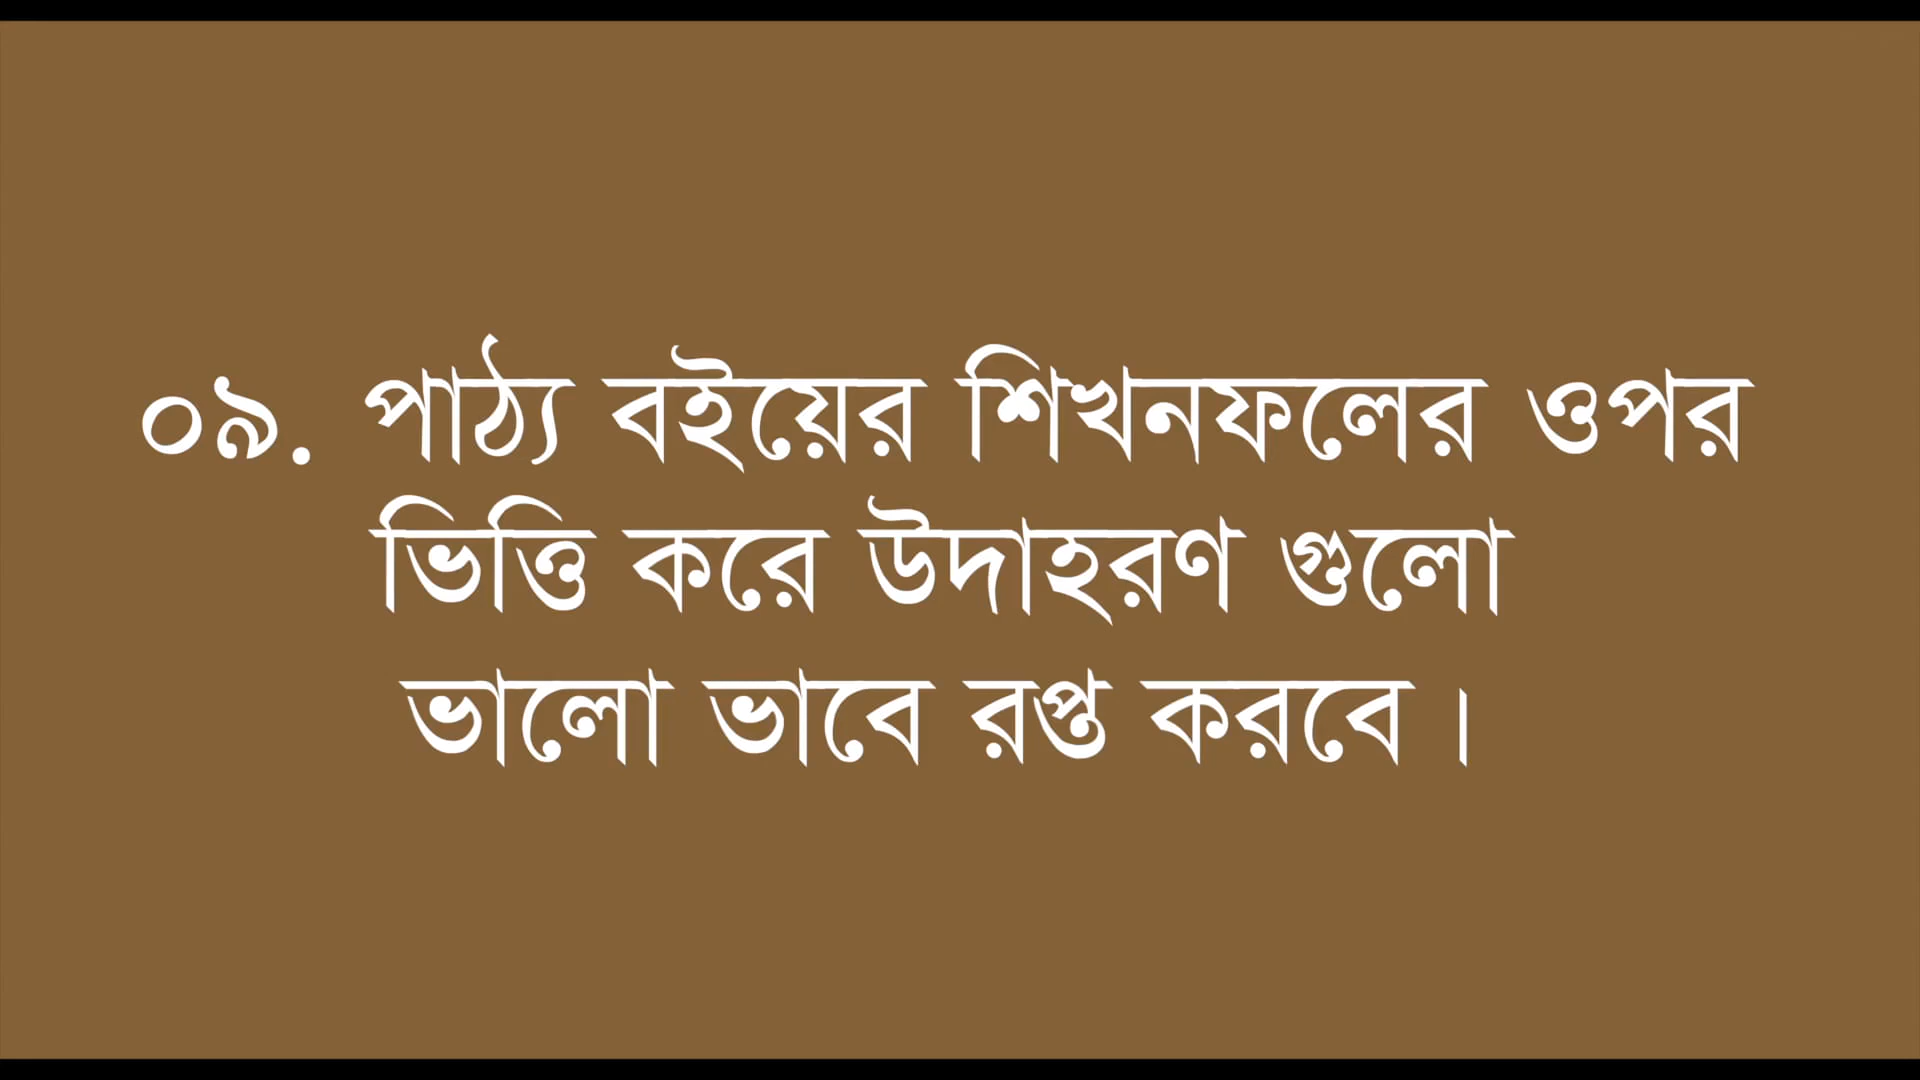 ০৯. পাঠ্য বইয়ের শিখনফলের ওপর
ভিত্তি করে উদাহরণ গুলো
ভালো ভাবে রপ্ত করবে।